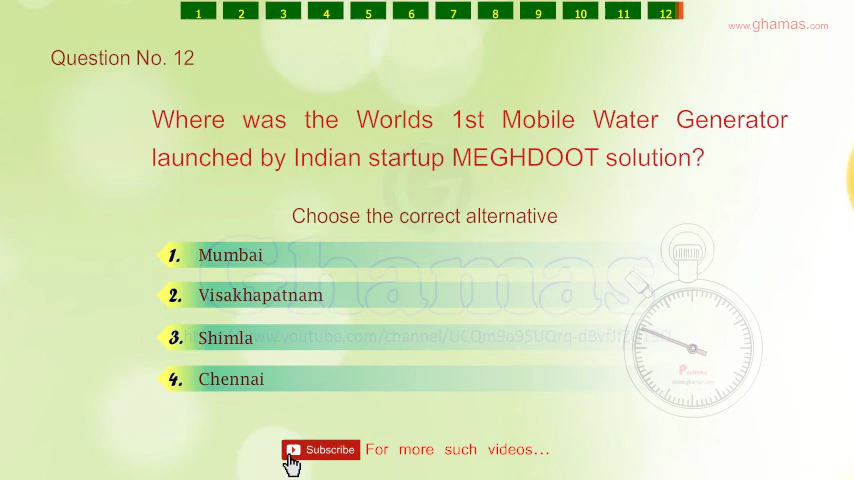 1 2 3 4 5 6 7 8 9 10 11 12
www.ghamas.com
Question No. 12
Where was the Worlds 1st Mobile Water Generator
launched by Indian startup MEGHDOOT solution?
Choose the correct alternative
1. Mumbai
2. Visakhapatnam
3. Shimla
4. Chennai
Ghamas
Subscribe For more such videos...